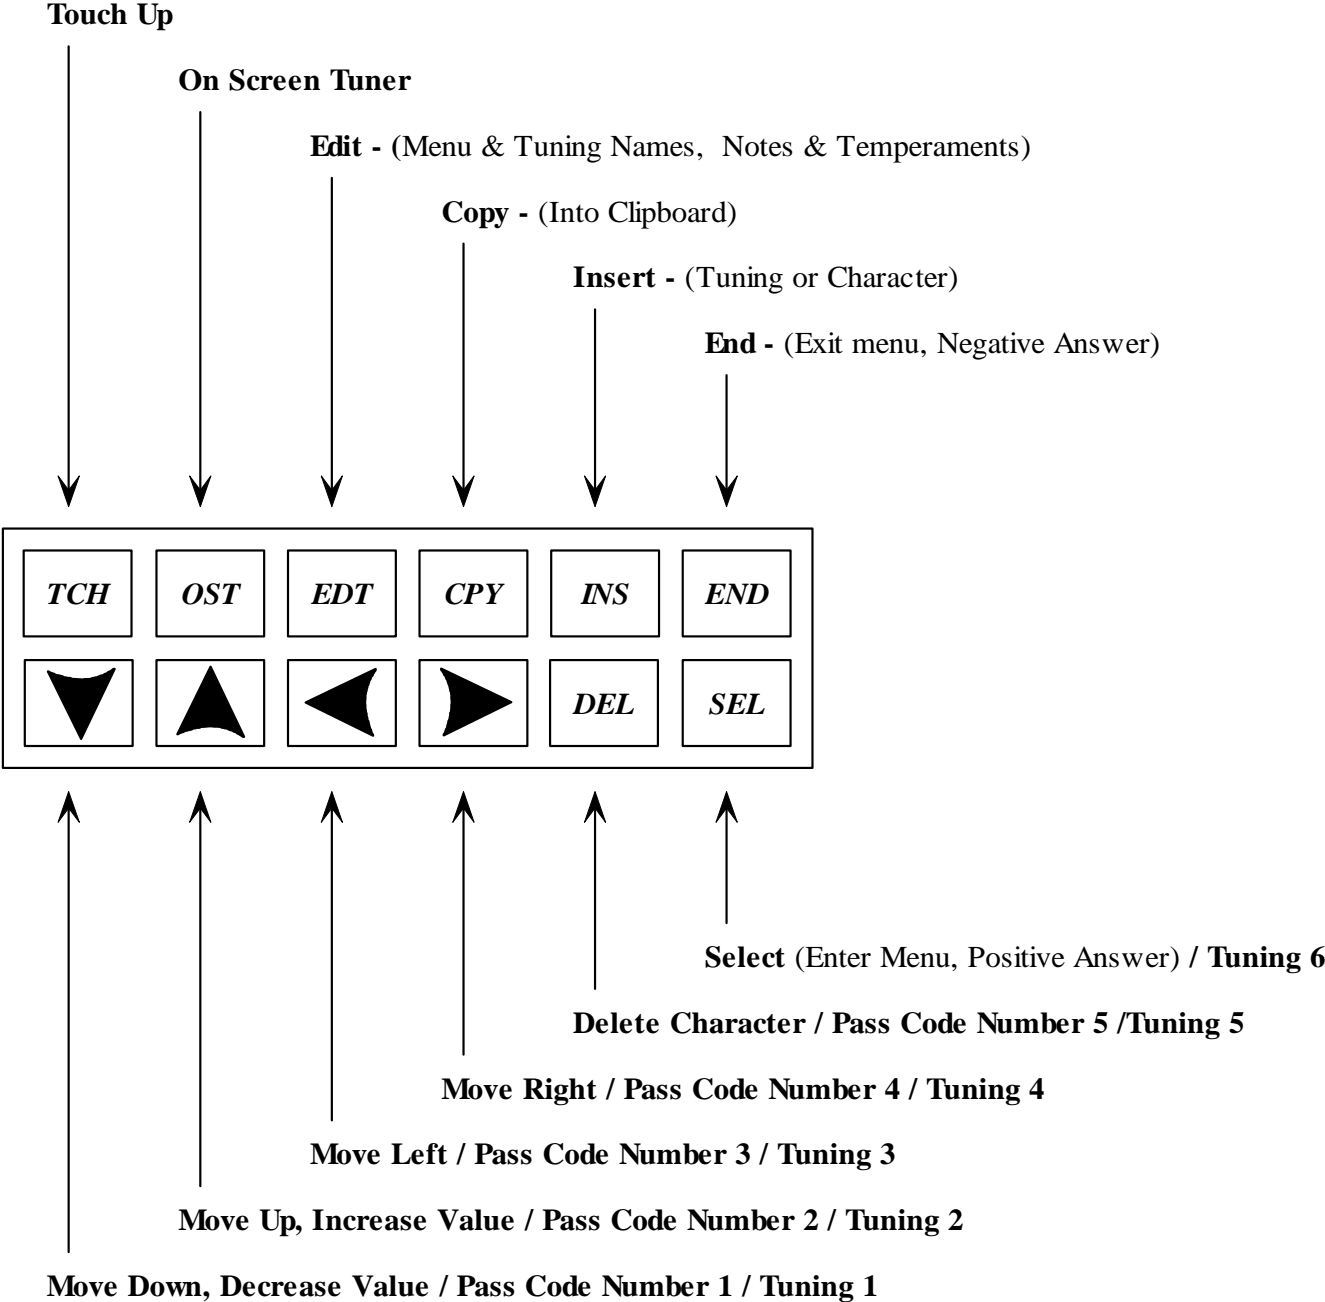 Touch Up
On Screen Tuner
Edit - (Menu & Tuning Names, Notes & Temperaments)
Copy - (Into Clipboard)
Insert - (Tuning or Character)
End - (Exit menu, Negative Answer)
TCH OST EDT CPY INS END
DEL SEL
Select (Enter Menu, Positive Answer) / Tuning 6
Delete Character / Pass Code Number 5 /Tuning 5
Move Right / Pass Code Number 4 / Tuning 4
Move Left / Pass Code Number 3 / Tuning 3
Move Up, Increase Value / Pass Code Number 2 / Tuning 2
Move Down, Decrease Value / Pass Code Number 1 / Tuning 1